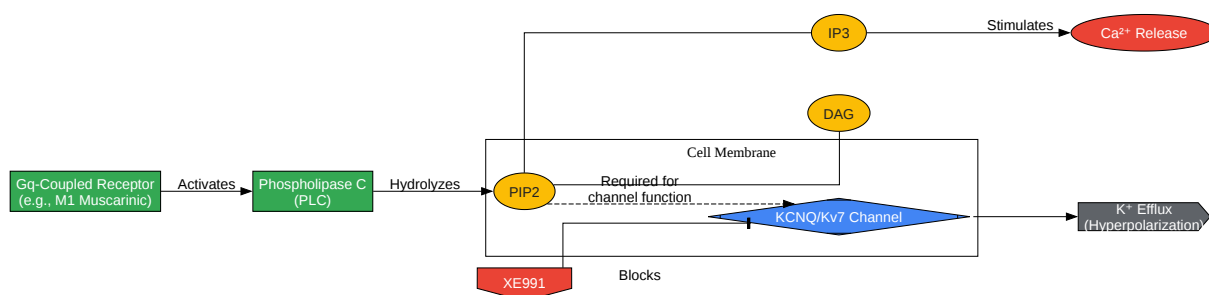 IP3
Stimulates
Ca²⁺ Release
DAG
Cell Membrane
Gq-Coupled Receptor
(e.g., M1 Muscarinic)
Activates
Phospholipase C
(PLC)
Hydrolyzes
PIP2
Required for
channel function
KCNQ/Kv7 Channel
K⁺ Efflux
(Hyperpolarization)
XE991
Blocks